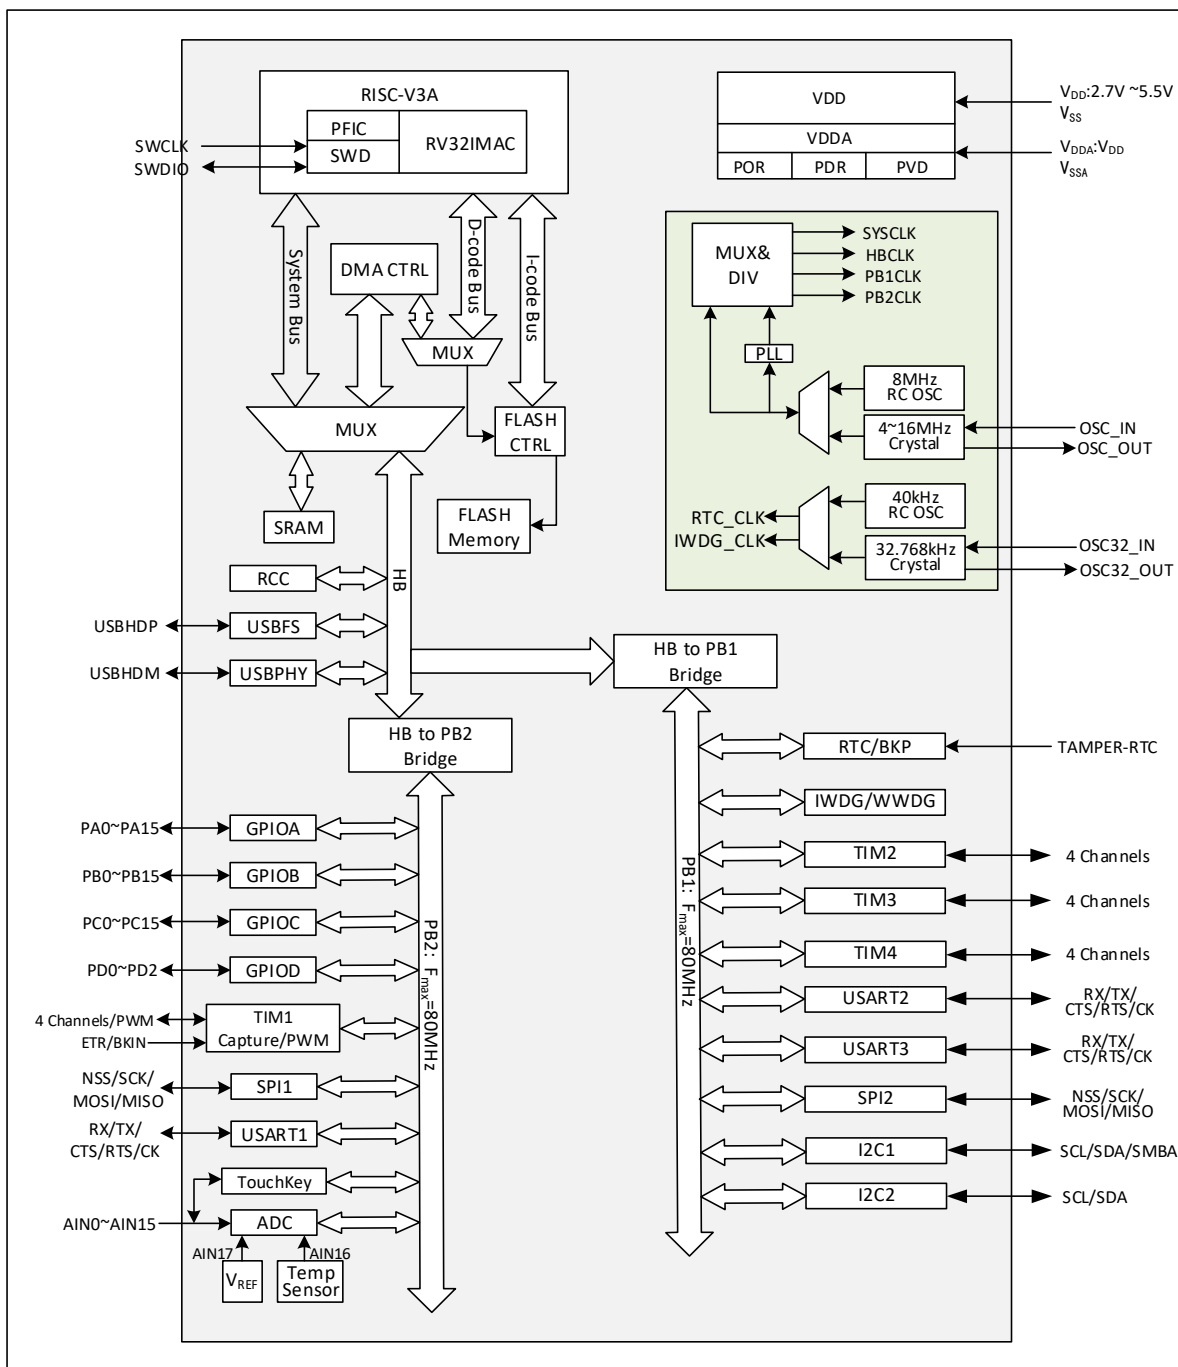 RISC-V3A
PFIC
SWD
RV32IMAC
SWCLK
SWDIO
VDD
VDDA
POR
PDR
PVD
VDD:2.7V ~5.5V
VSS
VDDA:VDD
VSSA
System Bus
DMA CTRL
D-code Bus
I-code Bus
MUX
MUX
FLASH
CTRL
SRAM
FLASH
Memory
MUX&
DIV
SYSCLK
HBCLK
PB1CLK
PB2CLK
PLL
8MHz
RC OSC
4~16MHz
Crystal
OSC_IN
OSC_OUT
40kHz
RC OSC
RTC_CLK
IWDG_CLK
32.768kHz
Crystal
OSC32_IN
OSC32_OUT
RCC
HB
USBHDP
USBFS
USBHDM
USBPHY
HB to PB1
Bridge
HB to PB2
Bridge
PA0~PA15
GPIOA
PB0~PB15
GPIOB
PC0~PC15
GPIOC
PD0~PD2
GPIOD
4 Channels/PWM
ETR/BKIN
TIM1
Capture/PWM
NSS/SCK/
MOSI/MISO
SPI1
RX/TX/
CTS/RTS/CK
USART1
TouchKey
AIN0~AIN15
ADC
AIN17
AIN16
VREF
Temp
Sensor
PB2: Fmax=80MHz
PB1: Fmax=80MHz
RTC/BKP
TAMPER-RTC
IWDG/WWDG
TIM2
4 Channels
TIM3
4 Channels
TIM4
4 Channels
USART2
RX/TX/
CTS/RTS/CK
USART3
RX/TX/
CTS/RTS/CK
SPI2
NSS/SCK/
MOSI/MISO
I2C1
SCL/SDA/SMBA
I2C2
SCL/SDA